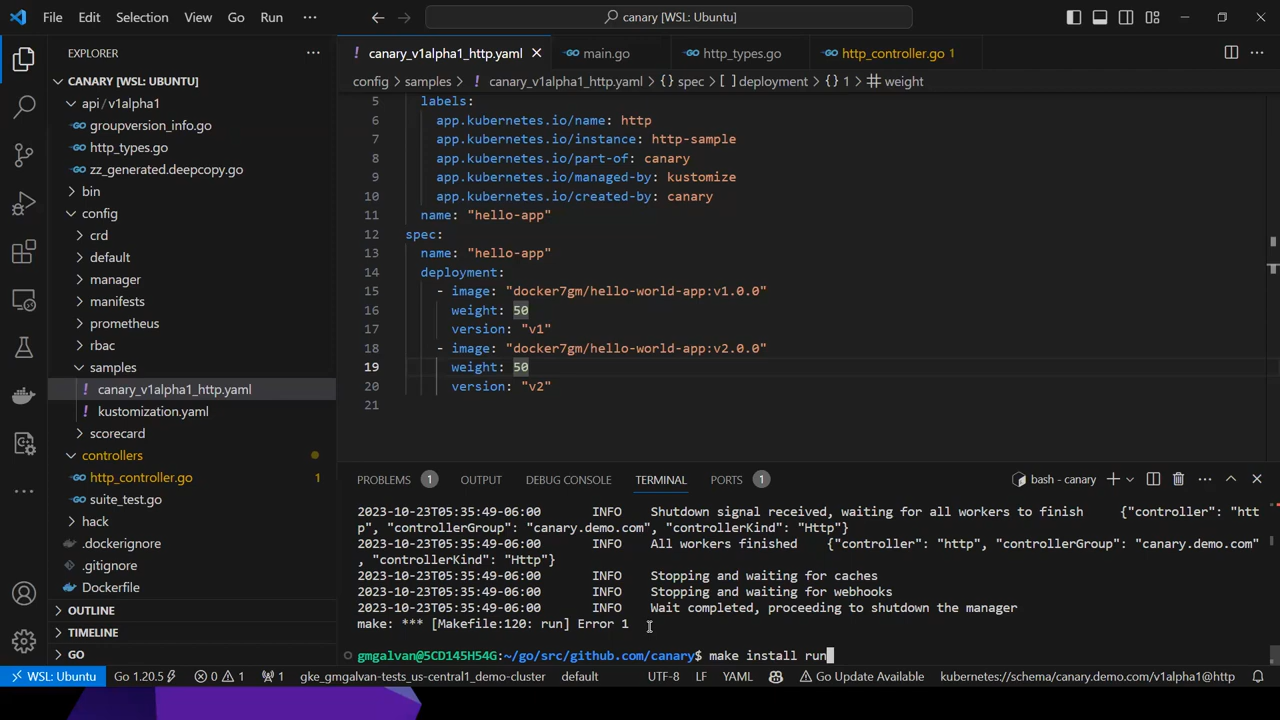 File Edit Selection View Go Run ···
canary [WSL: Ubuntu]
EXPLORER
CANARY [WSL: UBUNTU]
api / v1alpha1
groupversion_info.go
http_types.go
zz_generated.deepcopy.go
bin
config
crd
default
manager
manifests
prometheus
rbac
samples
! canary_v1alpha1_http.yaml
! kustomization.yaml
scorecard
controllers
http_controller.go 1
suite_test.go
hack
.dockerignore
.gitignore
Dockerfile
OUTLINE
TIMELINE
GO
! canary_v1alpha1_http.yaml main.go http_types.go http_controller.go 1
config > samples > ! canary_v1alpha1_http.yaml > {} spec > [ ] deployment > {} 1 > # weight
5 labels:
6 app.kubernetes.io/name: http
7 app.kubernetes.io/instance: http-sample
8 app.kubernetes.io/part-of: canary
9 app.kubernetes.io/managed-by: kustomize
10 app.kubernetes.io/created-by: canary
11 name: "hello-app"
12 spec:
13 name: "hello-app"
14 deployment:
15 - image: "docker7gm/hello-world-app:v1.0.0"
16 weight: 50
17 version: "v1"
18 - image: "docker7gm/hello-world-app:v2.0.0"
19 weight: 50
20 version: "v2"
21
PROBLEMS 1 OUTPUT DEBUG CONSOLE TERMINAL PORTS 1 bash - canary
2023-10-23T05:35:49-06:00 INFO Shutdown signal received, waiting for all workers to finish {"controller": "htt
p", "controllerGroup": "canary.demo.com", "controllerKind": "Http"}
2023-10-23T05:35:49-06:00 INFO All workers finished {"controller": "http", "controllerGroup": "canary.demo.com"
, "controllerKind": "Http"}
2023-10-23T05:35:49-06:00 INFO Stopping and waiting for caches
2023-10-23T05:35:49-06:00 INFO Stopping and waiting for webhooks
2023-10-23T05:35:49-06:00 INFO Wait completed, proceeding to shutdown the manager
make: *** [Makefile:120: run] Error 1
gmgalvan@5CD145H54G:~/go/src/github.com/canary$ make install run
WSL: Ubuntu Go 1.20.5 0 1 1 gke_gmgalvan-tests_us-central1_demo-cluster default UTF-8 LF YAML Go Update Available kubernetes://schema/canary.demo.com/v1alpha1@http